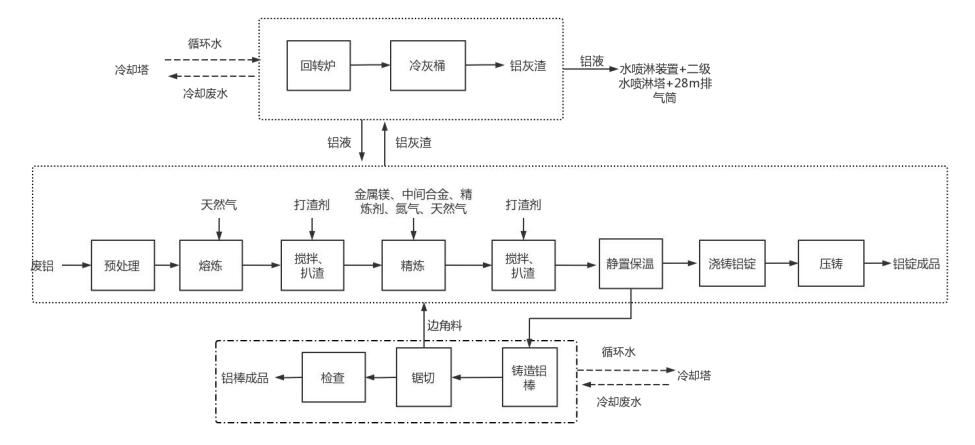 循环水
冷却塔
冷却废水
回转炉
冷灰桶
铝灰渣
铝液
水喷淋装置+二级
水喷淋塔+28m排
气筒
铝液
铝灰渣
天然气
打渣剂
金属镁、中间合金、精
炼剂、氮气、天然气
打渣剂
废铝
预处理
熔炼
搅拌、
扒渣
精炼
搅拌、
扒渣
静置保温
浇铸铝锭
压铸
铝锭成品
边角料
铝棒成品
检查
锯切
铸造铝
棒
循环水
冷却塔
冷却废水